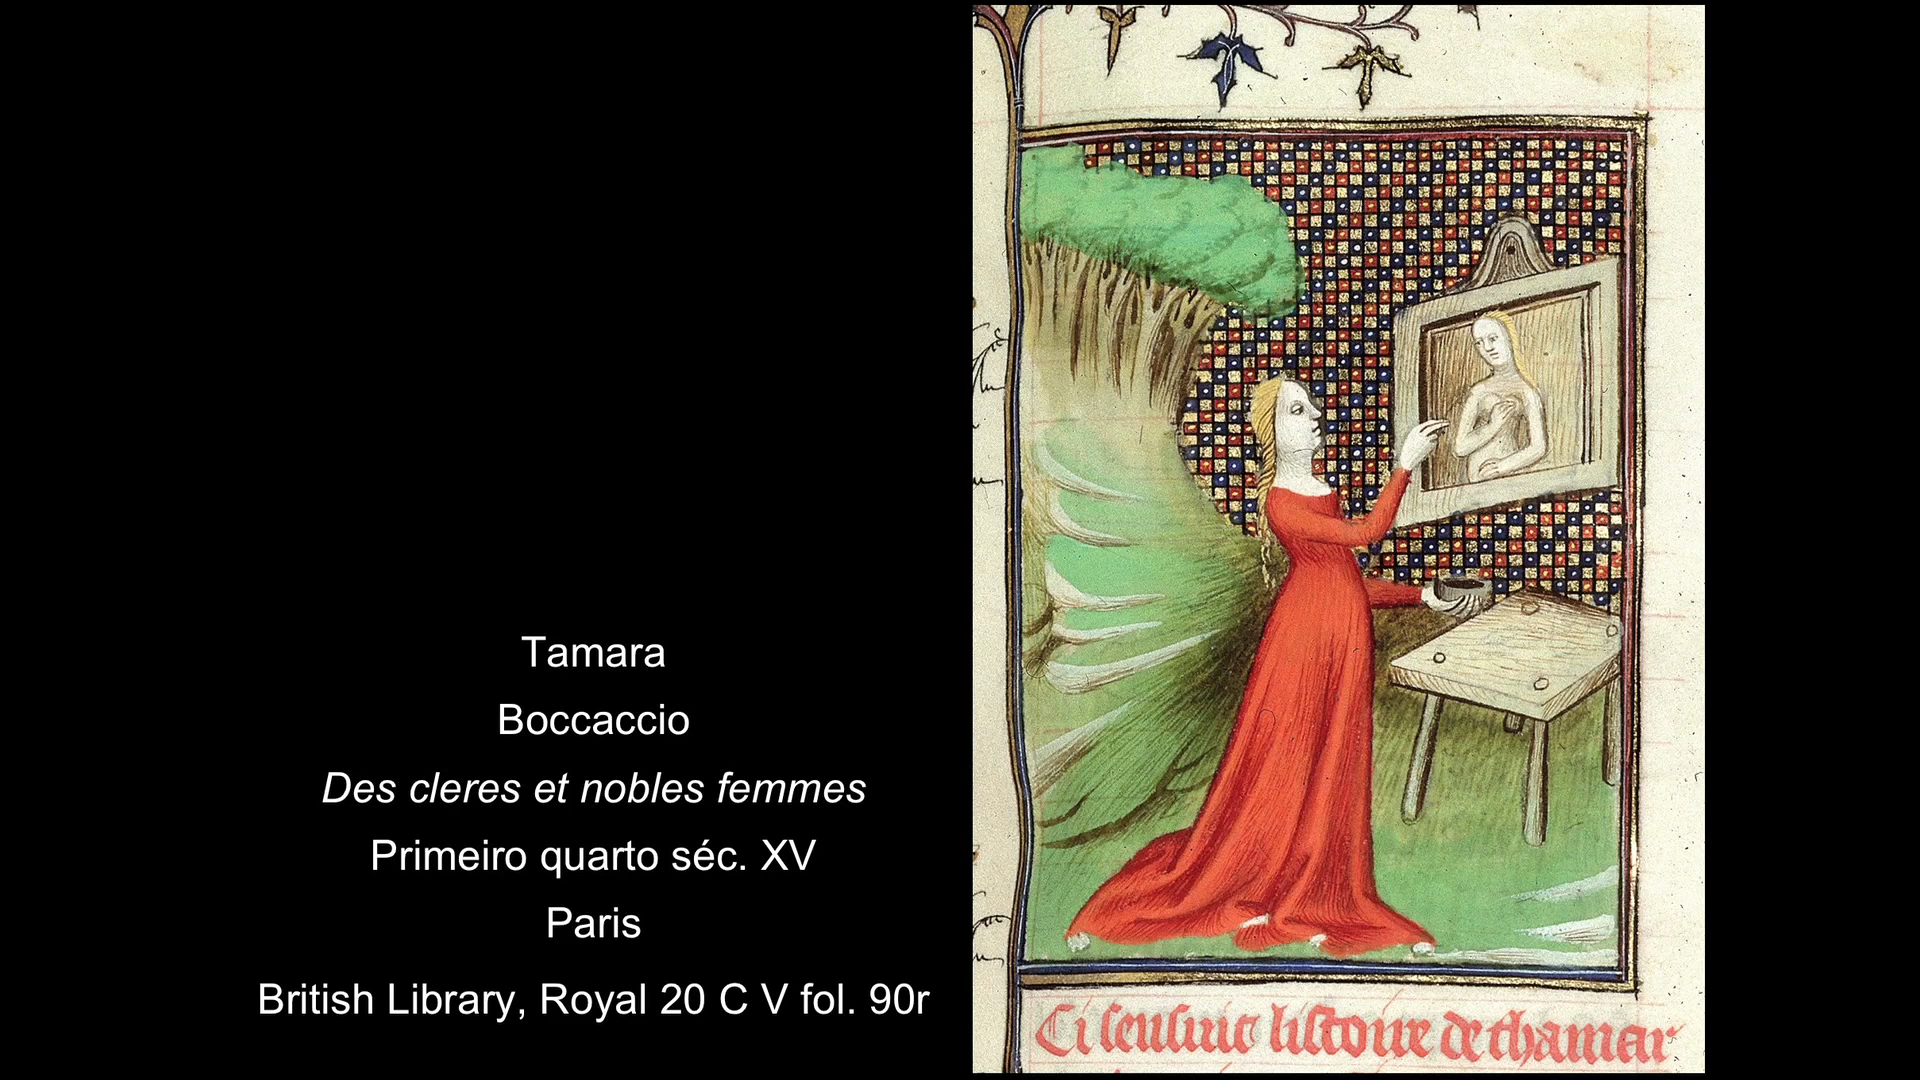 Tamara
Boccaccio
Des cleres et nobles femmes
Primeiro quarto séc. XV
Paris
British Library, Royal 20 C V fol. 90r
Ci sensuit listoire de thamar